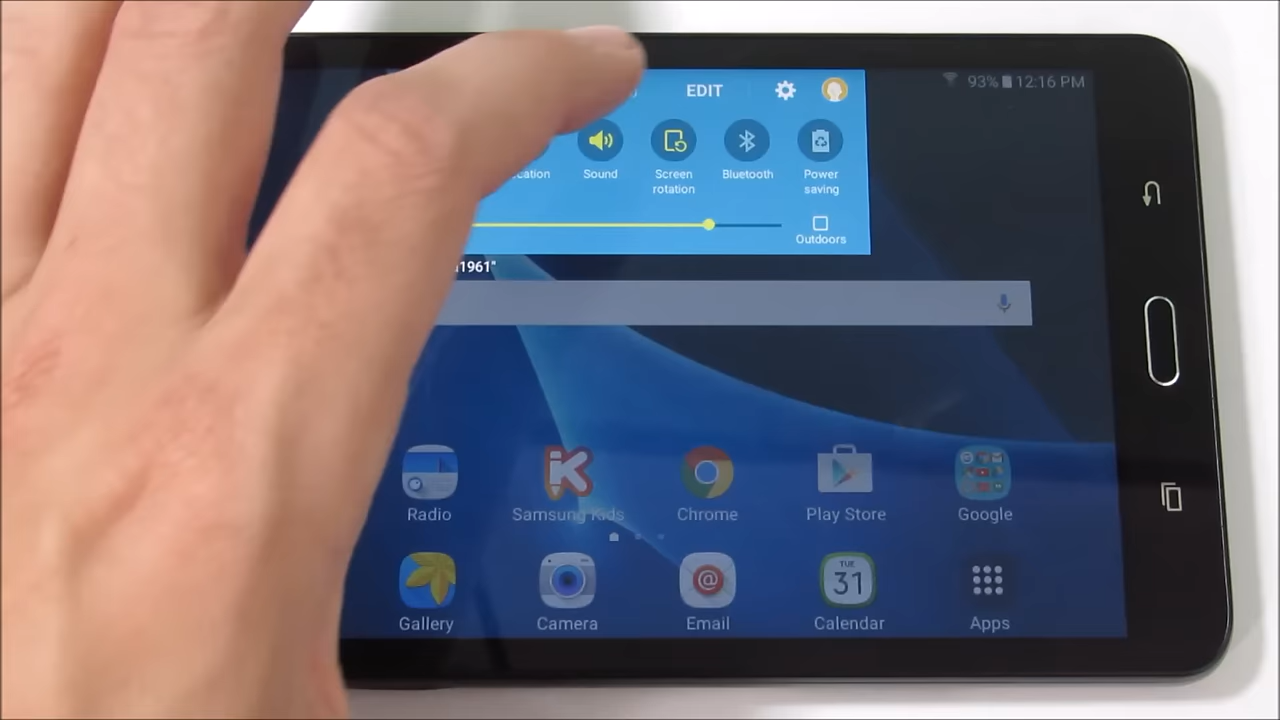 EDIT
93% 12:16 PM
Sound
Screen
rotation
Bluetooth
Power
saving
Outdoors
1961"
Radio
Samsung Kids
Chrome
Play Store
Google
TUE
31
Gallery
Camera
Email
Calendar
Apps